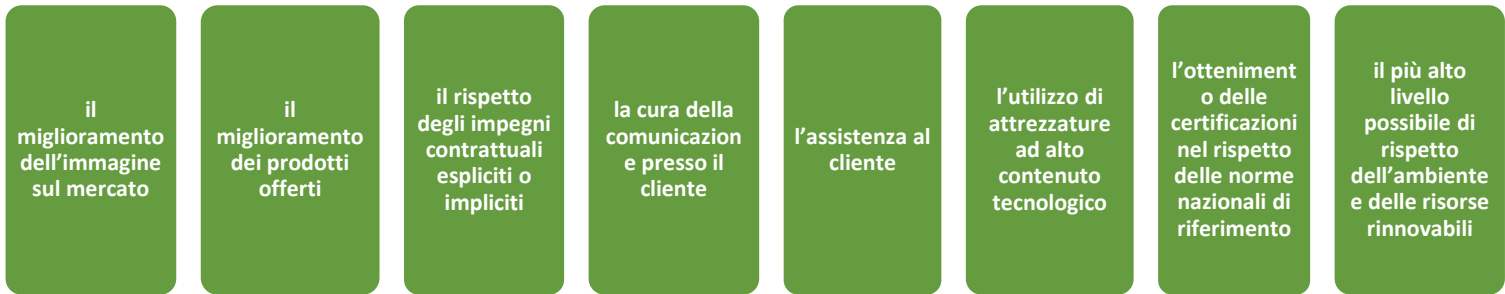 il
miglioramento
dell’immagine
sul mercato
il
miglioramento
dei prodotti
offerti
il rispetto
degli impegni
contrattuali
espliciti o
impliciti
la cura della
comunicazion
e presso il
cliente
l’assistenza al
cliente
l’utilizzo di
attrezzature
ad alto
contenuto
tecnologico
l’otteniment
o delle
certificazioni
nel rispetto
delle norme
nazionali di
riferimento
il più alto
livello
possibile di
rispetto
dell’ambiente
e delle risorse
rinnovabili